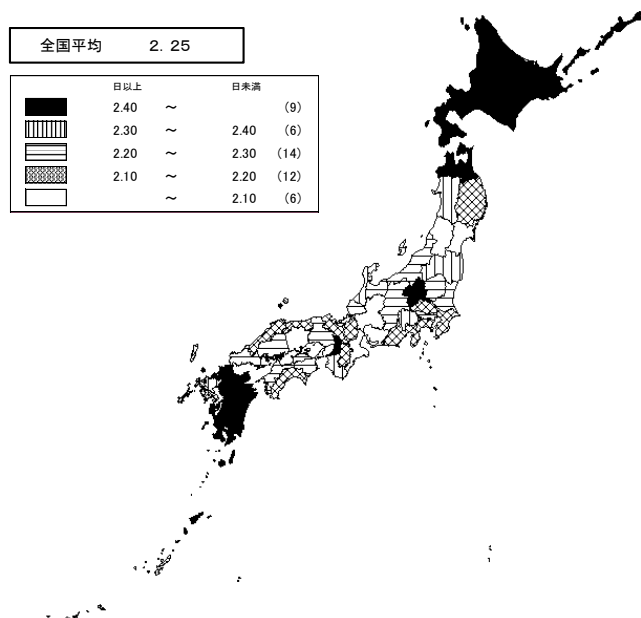 全国平均 2.25
日以上 日未満
2.40 ～ (9)
2.30 ～ 2.40 (6)
2.20 ～ 2.30 (14)
2.10 ～ 2.20 (12)
～ 2.10 (6)